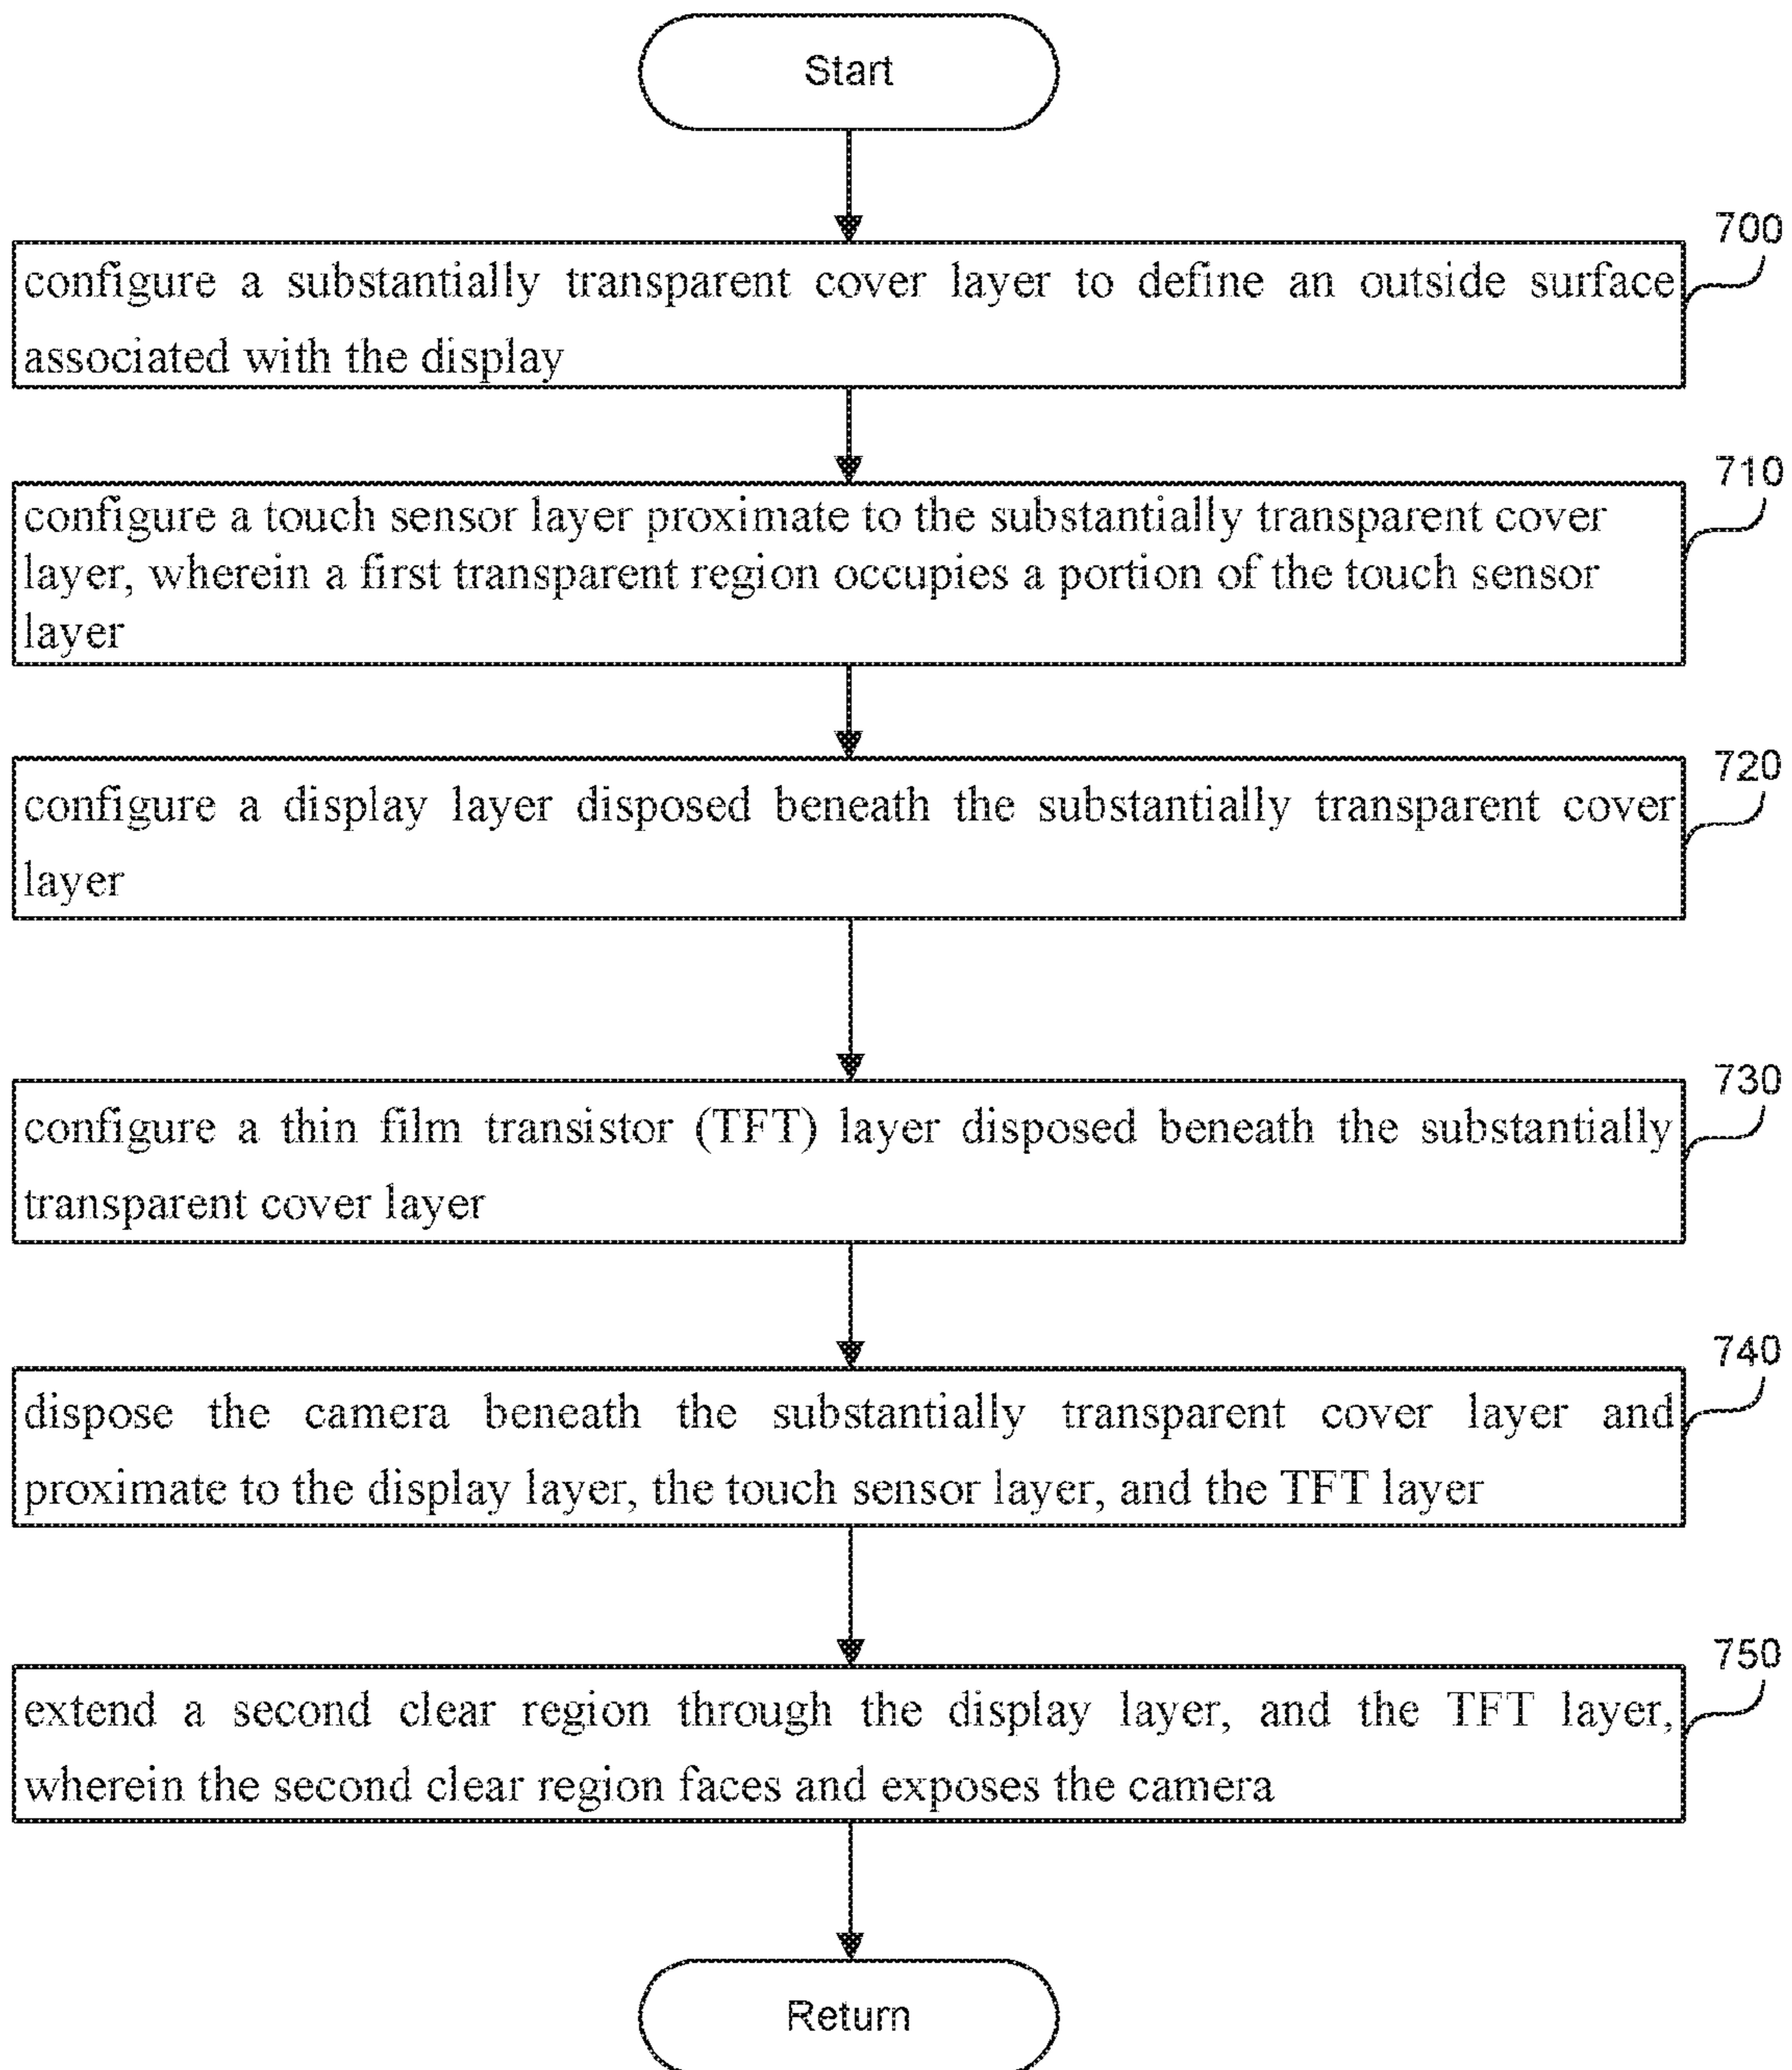 Start
700
configure a substantially transparent cover layer to define an outside surface
associated with the display
710
configure a touch sensor layer proximate to the substantially transparent cover
layer, wherein a first transparent region occupies a portion of the touch sensor
layer
720
configure a display layer disposed beneath the substantially transparent cover
layer
730
configure a thin film transistor (TFT) layer disposed beneath the substantially
transparent cover layer
740
dispose the camera beneath the substantially transparent cover layer and
proximate to the display layer, the touch sensor layer, and the TFT layer
750
extend a second clear region through the display layer, and the TFT layer,
wherein the second clear region faces and exposes the camera
Return